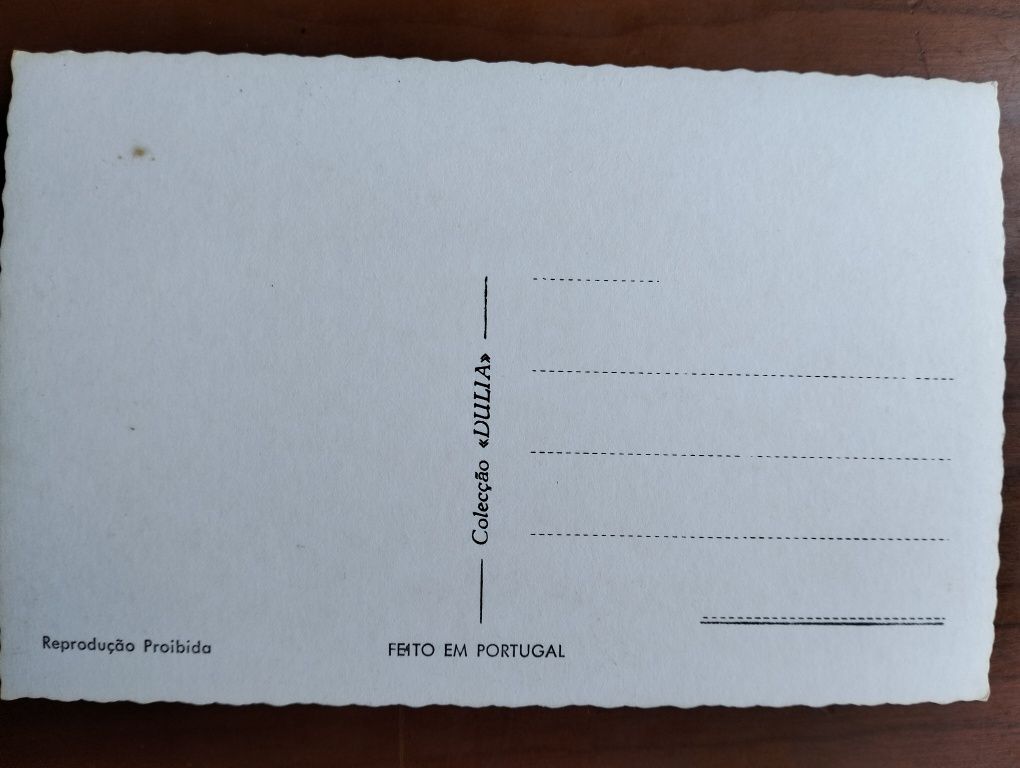 Colecção «DULIA»
Reprodução Proibida
FEITO EM PORTUGAL